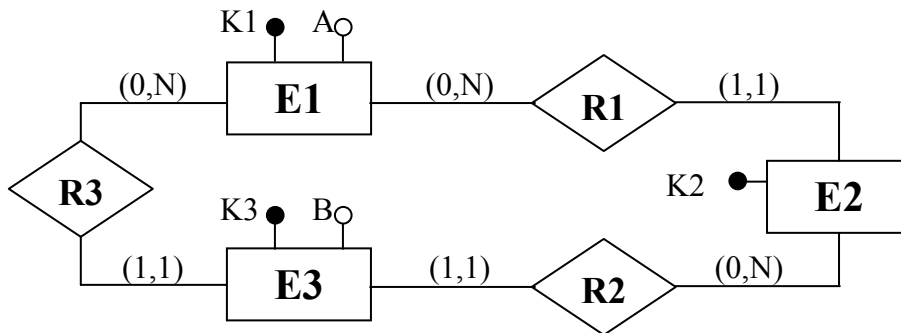 K1 A
(0,N) E1 (0,N) R1 (1,1)
R3 K3 B K2 E2
(1,1) E3 (1,1) R2 (0,N)